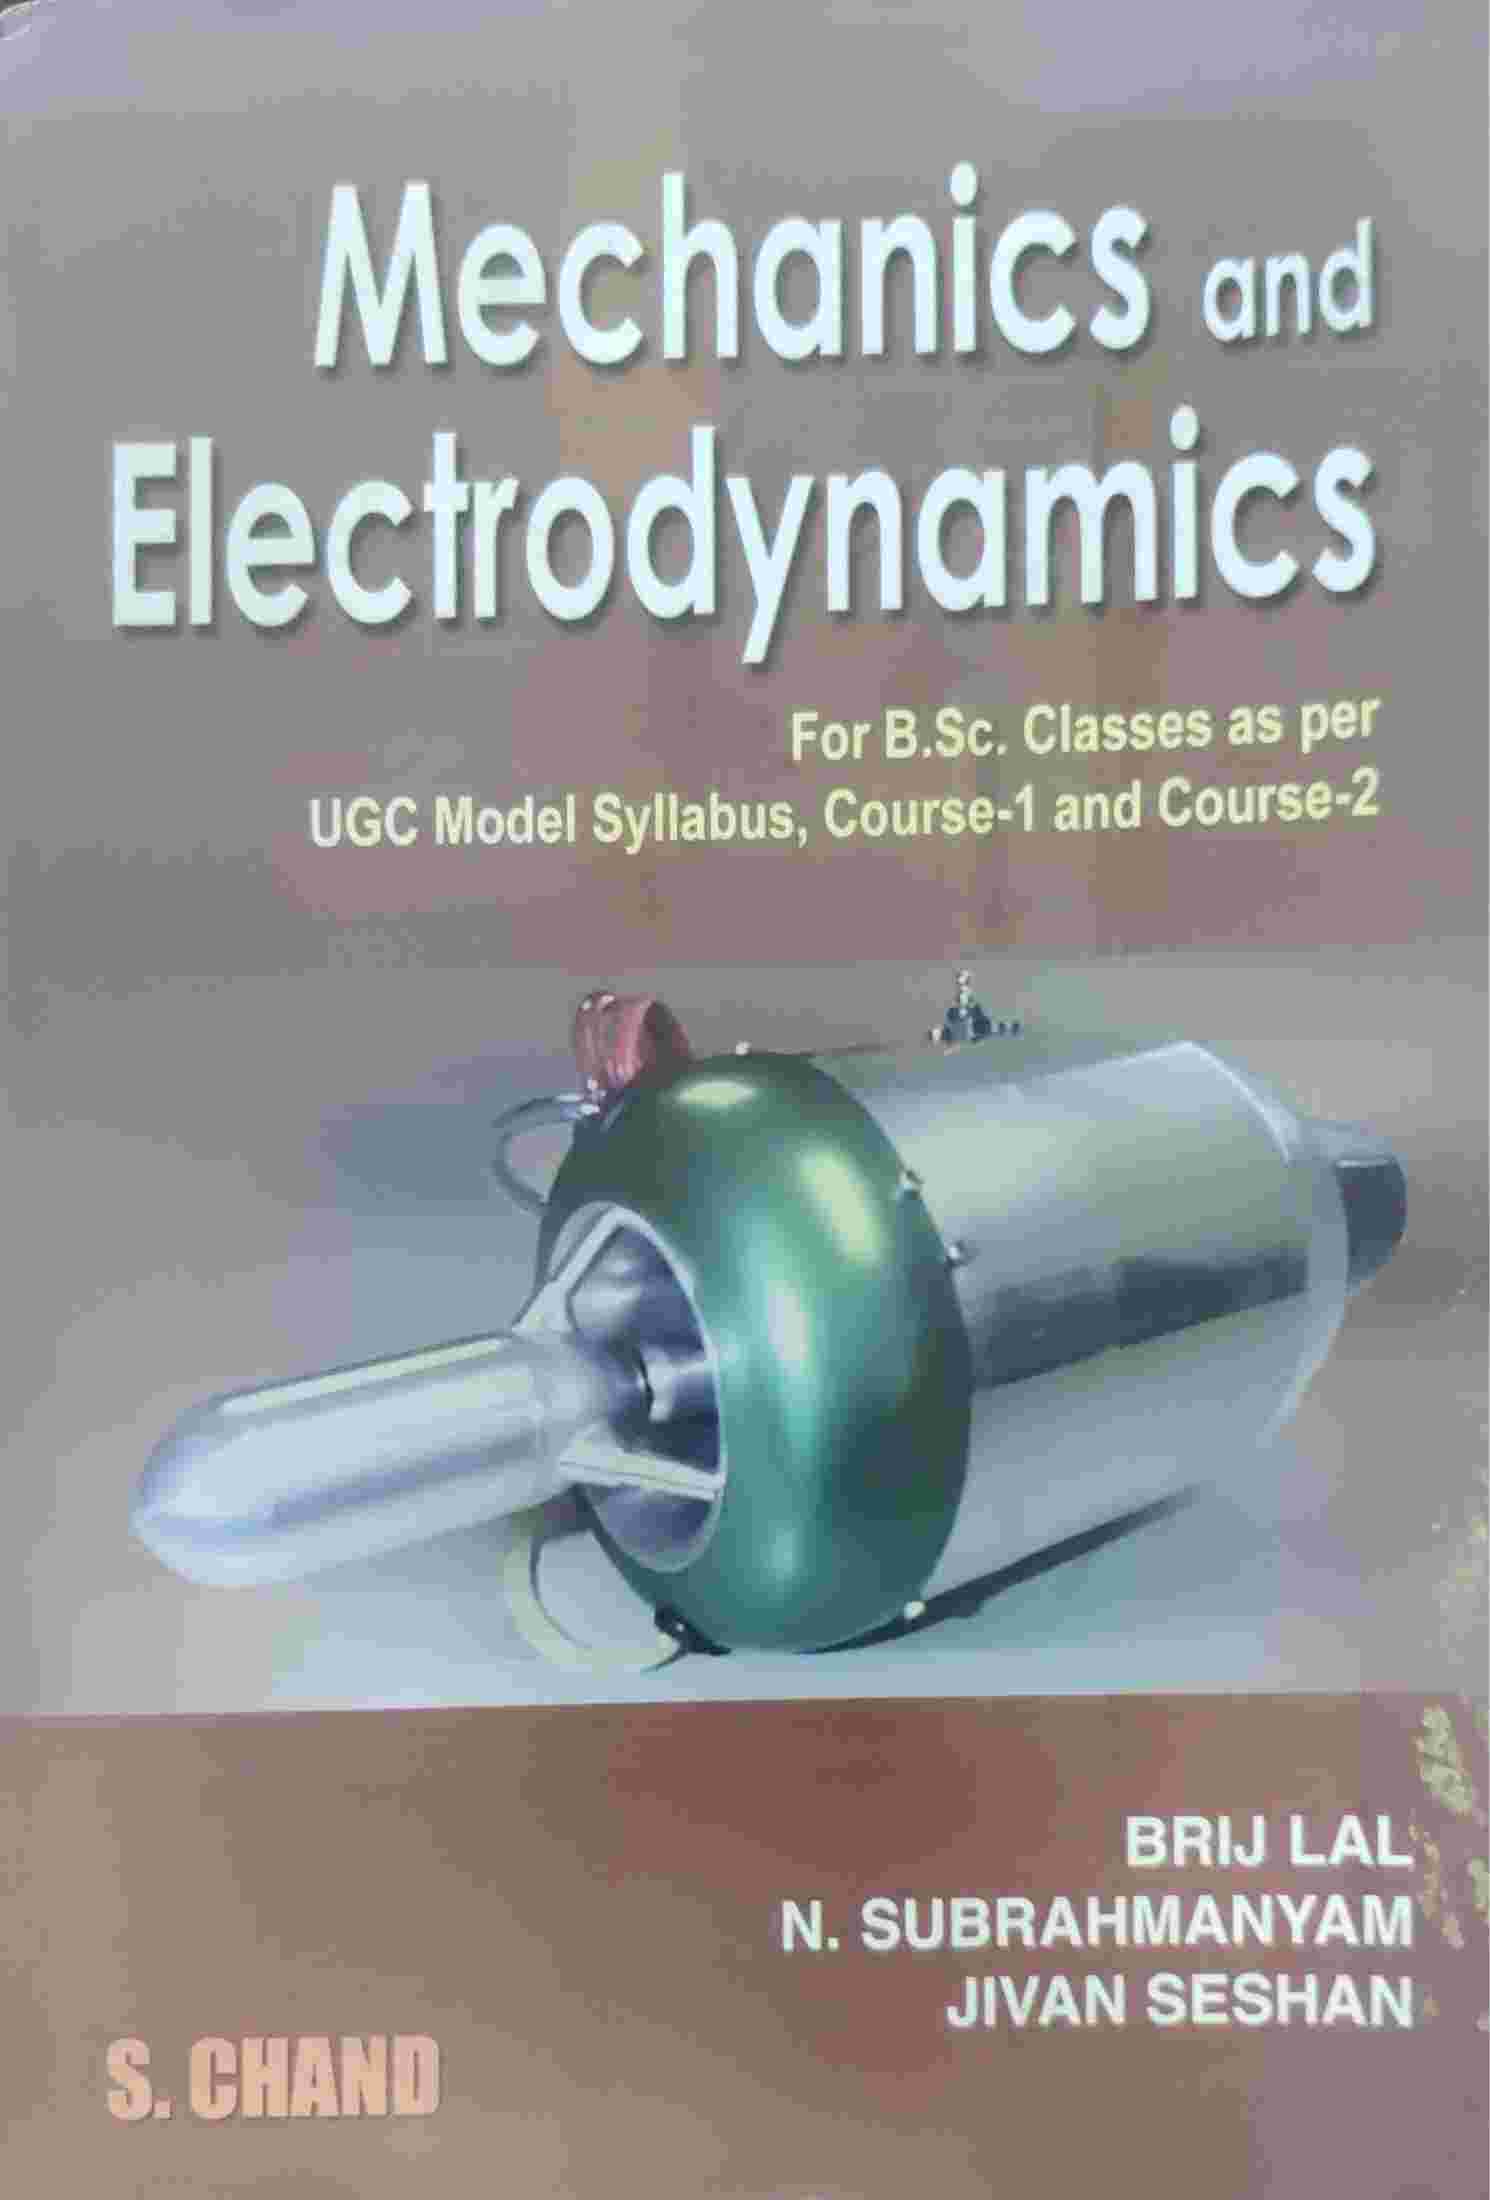 Mechanics and
Electrodynamics
For B.Sc. Classes as per
UGC Model Syllabus, Course-1 and Course-2
BRIJ LAL
N. SUBRAHMANYAM
JIVAN SESHAN
S. CHAND